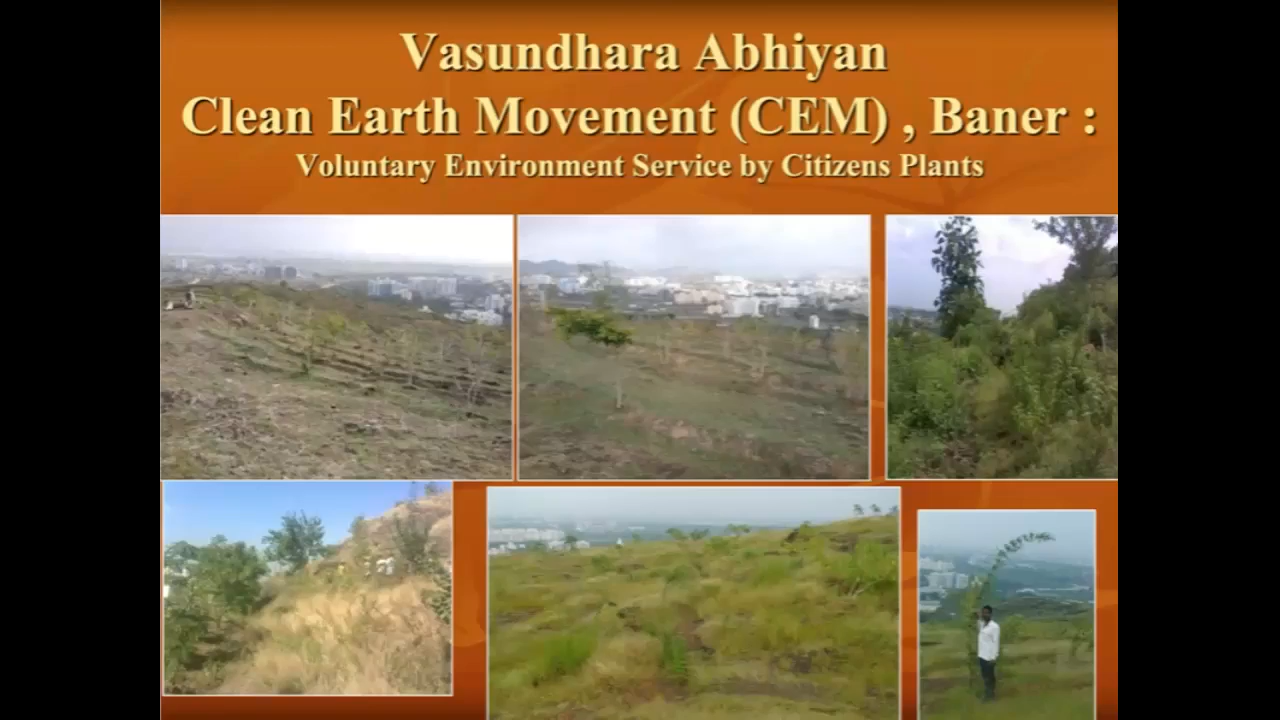 Vasundhara Abhiyan
Clean Earth Movement (CEM) , Baner :
Voluntary Environment Service by Citizens Plants